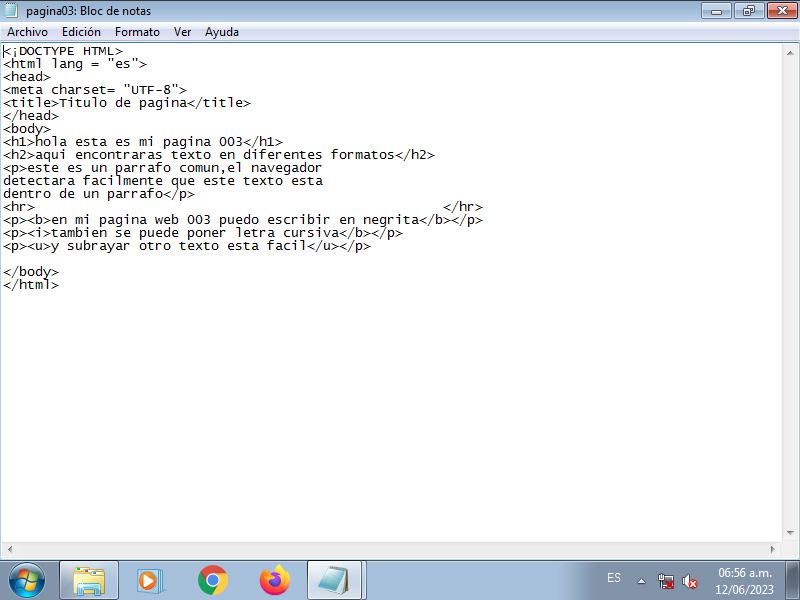 pagina03: Bloc de notas
Archivo Edición Formato Ver Ayuda
<¡DOCTYPE HTML>
<html lang = "es">
<head>
<meta charset= "UTF-8">
<title>Titulo de pagina</title>
</head>
<body>
<h1>hola esta es mi pagina 003</h1>
<h2>aqui encontraras texto en diferentes formatos</h2>
<p>este es un parrafo comun,el navegador
detectara facilmente que este texto esta
dentro de un parrafo</p>
<hr> </hr>
<p><b>en mi pagina web 003 puedo escribir en negrita</b></p>
<p><i>tambien se puede poner letra cursiva</b></p>
<p><u>y subrayar otro texto esta facil</u></p>
</body>
</html>
ES
06:56 a.m.
12/06/2023